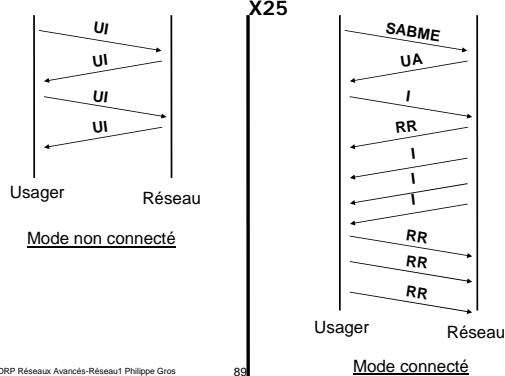 X25
UI
UI
UI
UI
Usager
Réseau
Mode non connecté
SABME
UA
I
RR
I
I
I
RR
RR
RR
Usager
Réseau
Mode connecté
ORP Réseaux Avancés-Réseau1 Philippe Gros
89